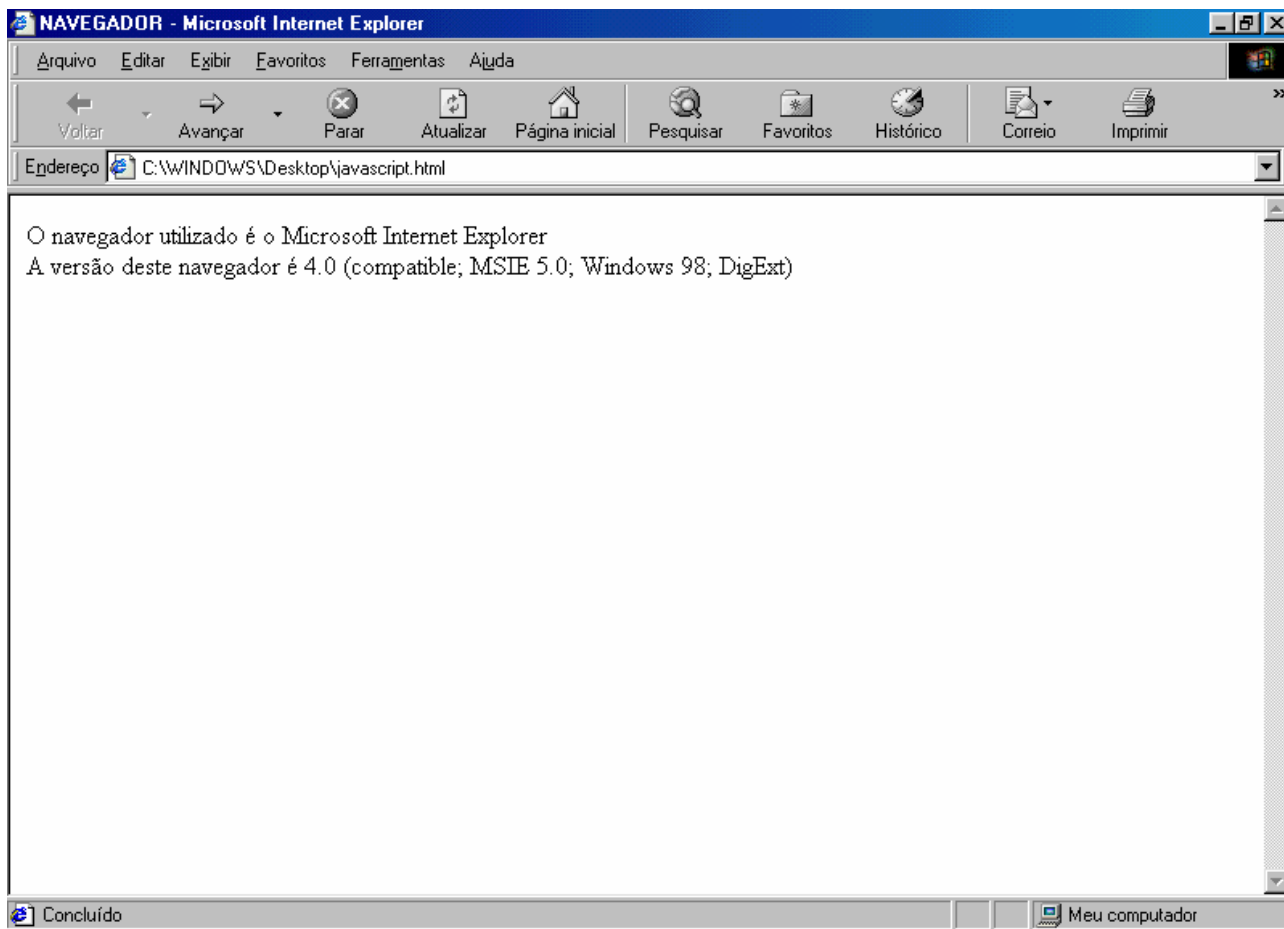 NAVEGADOR - Microsoft Internet Explorer
Arquivo Editar Exibir Favoritos Ferramentas Ajuda
Voltar Avançar Parar Atualizar Página inicial Pesquisar Favoritos Histórico Correio Imprimir
Endereço C:\WINDOWS\Desktop\javascript.html
O navegador utilizado é o Microsoft Internet Explorer
A versão deste navegador é 4.0 (compatible; MSIE 5.0; Windows 98; DigExt)
Concluído Meu computador